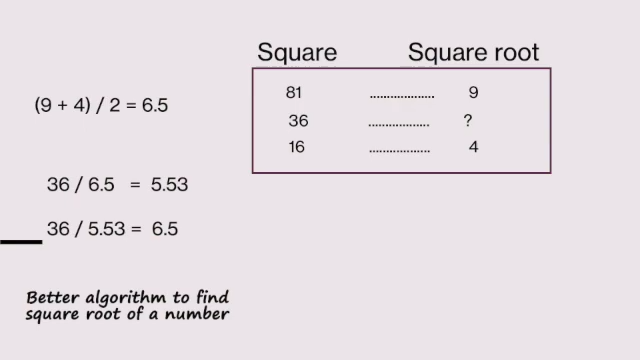 Square Square root
(9 + 4) / 2 = 6.5
81 ................... 9
36 .................. ?
16 .................. 4
36 / 6.5 = 5.53
36 / 5.53 = 6.5
Better algorithm to find
square root of a number